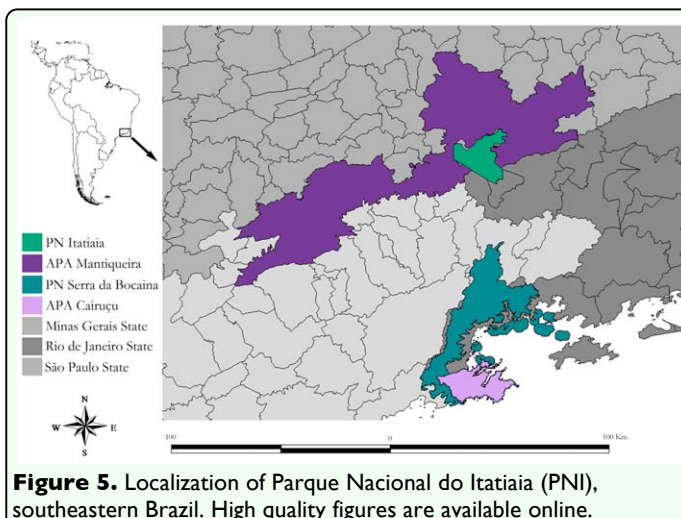 PN Itatiaia
APA Mantiqueira
PN Serra da Bocaina
APA Cairuçu
Minas Gerais State
Rio de Janeiro State
São Paulo State
N
W E
S
100 0 100 Km
Figure 5. Localization of Parque Nacional do Itatiaia (PNI),
southeastern Brazil. High quality figures are available online.